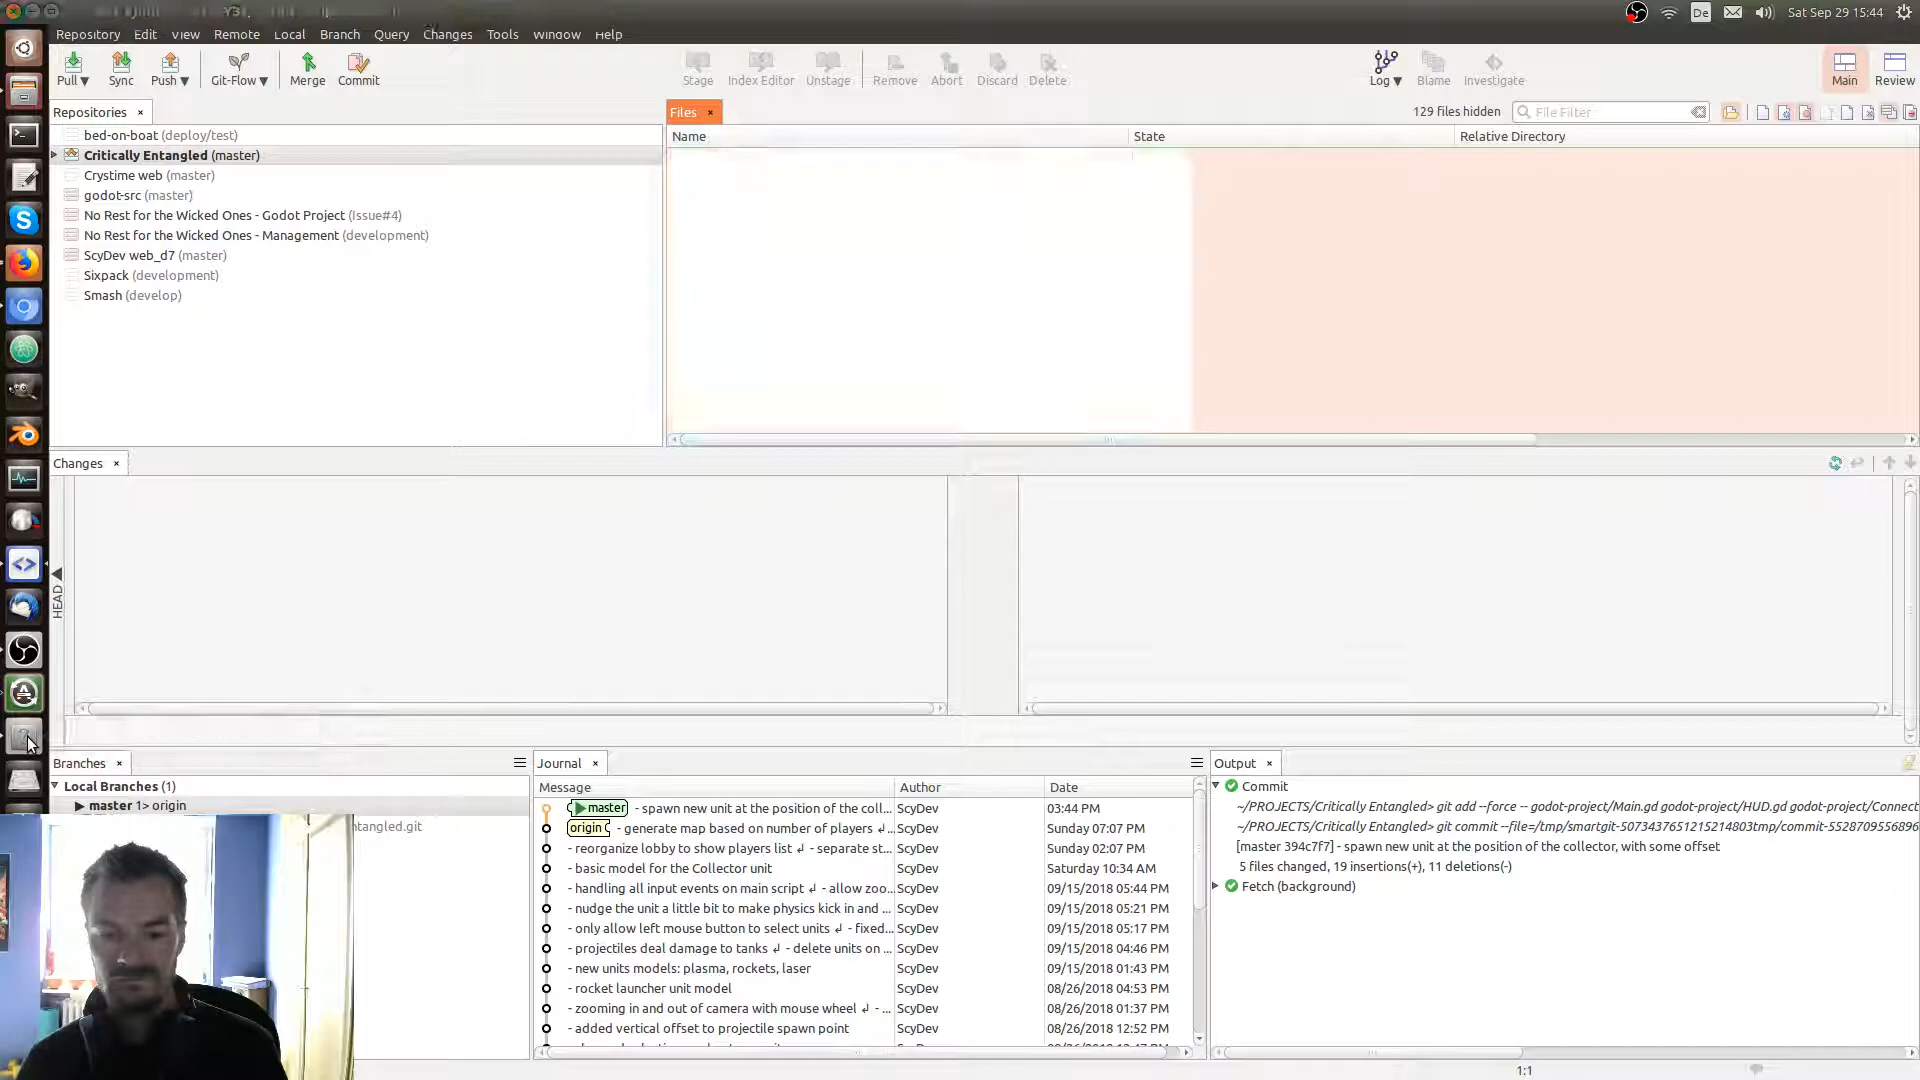 De
Sat Sep 29 15:44
Repository Edit View Remote Local Branch Query Changes Tools Window Help
Pull Sync Push Git-Flow Merge Commit Stage Index Editor Unstage Remove Abort Discard Delete Log Blame Investigate Main Review
Repositories
bed-on-boat (deploy/test)
Critically Entangled (master)
Crystime web (master)
godot-src (master)
No Rest for the Wicked Ones - Godot Project (Issue#4)
No Rest for the Wicked Ones - Management (development)
ScyDev web_d7 (master)
Sixpack (development)
Smash (develop)
Files
129 files hidden
File Filter
Name State Relative Directory
Changes
HEAD
Branches
Local Branches (1)
master 1> origin
ntangled.git
Journal
Message Author Date
master - spawn new unit at the position of the coll... ScyDev 03:44 PM
origin - generate map based on number of players ↲... ScyDev Sunday 07:07 PM
- reorganize lobby to show players list ↲ - separate st... ScyDev Sunday 02:07 PM
- basic model for the Collector unit ScyDev Saturday 10:34 AM
- handling all input events on main script ↲ - allow zoo... ScyDev 09/15/2018 05:44 PM
- nudge the unit a little bit to make physics kick in and ... ScyDev 09/15/2018 05:21 PM
- only allow left mouse button to select units ↲ - fixed... ScyDev 09/15/2018 05:17 PM
- projectiles deal damage to tanks ↲ - delete units on ... ScyDev 09/15/2018 04:46 PM
- new units models: plasma, rockets, laser ScyDev 09/15/2018 01:43 PM
- rocket launcher unit model ScyDev 08/26/2018 04:53 PM
- zooming in and out of camera with mouse wheel ↲ - ... ScyDev 08/26/2018 01:37 PM
- added vertical offset to projectile spawn point ScyDev 08/26/2018 12:52 PM
Output
Commit
~/PROJECTS/Critically Entangled> git add --force -- godot-project/Main.gd godot-project/HUD.gd godot-project/Connect
~/PROJECTS/Critically Entangled> git commit --file=/tmp/smartgit-5073437651215214803tmp/commit-5528709556896
[master 394c7f7] - spawn new unit at the position of the collector, with some offset
5 files changed, 19 insertions(+), 11 deletions(-)
Fetch (background)
1:1